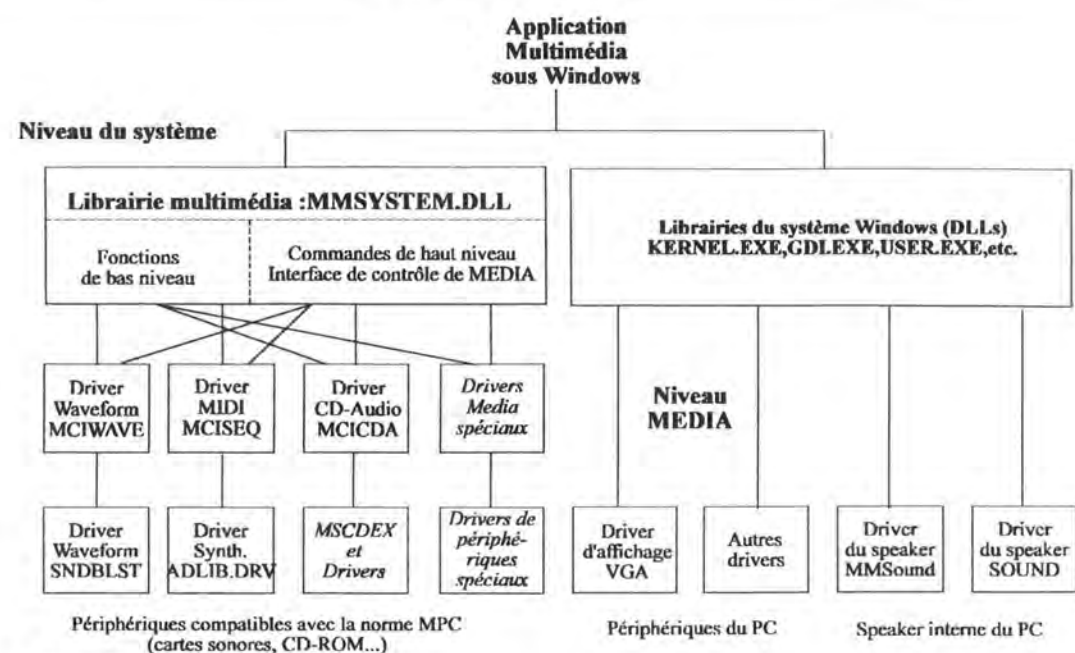 Application
Multimédia
sous Windows
Niveau du système
Librairie multimédia :MMSYSTEM.DLL
Fonctions
de bas niveau
Commandes de haut niveau
Interface de contrôle de MEDIA
Librairies du système Windows (DLLs)
KERNEL.EXE,GDI.EXE,USER.EXE,etc.
Driver
Waveform
MCIWAVE
Driver
MIDI
MCISEQ
Driver
CD-Audio
MCICDA
Drivers
Media
spéciaux
Niveau
MEDIA
Driver
Waveform
SNDBLST
Driver
Synth.
ADLIB.DRV
MSCDEX
et
Drivers
Drivers de
périphé-
riques
spéciaux
Driver
d'affichage
VGA
Autres
drivers
Driver
du speaker
MMSound
Driver
du speaker
SOUND
Périphériques compatibles avec la norme MPC
(cartes sonores, CD-ROM...)
Périphériques du PC
Speaker interne du PC